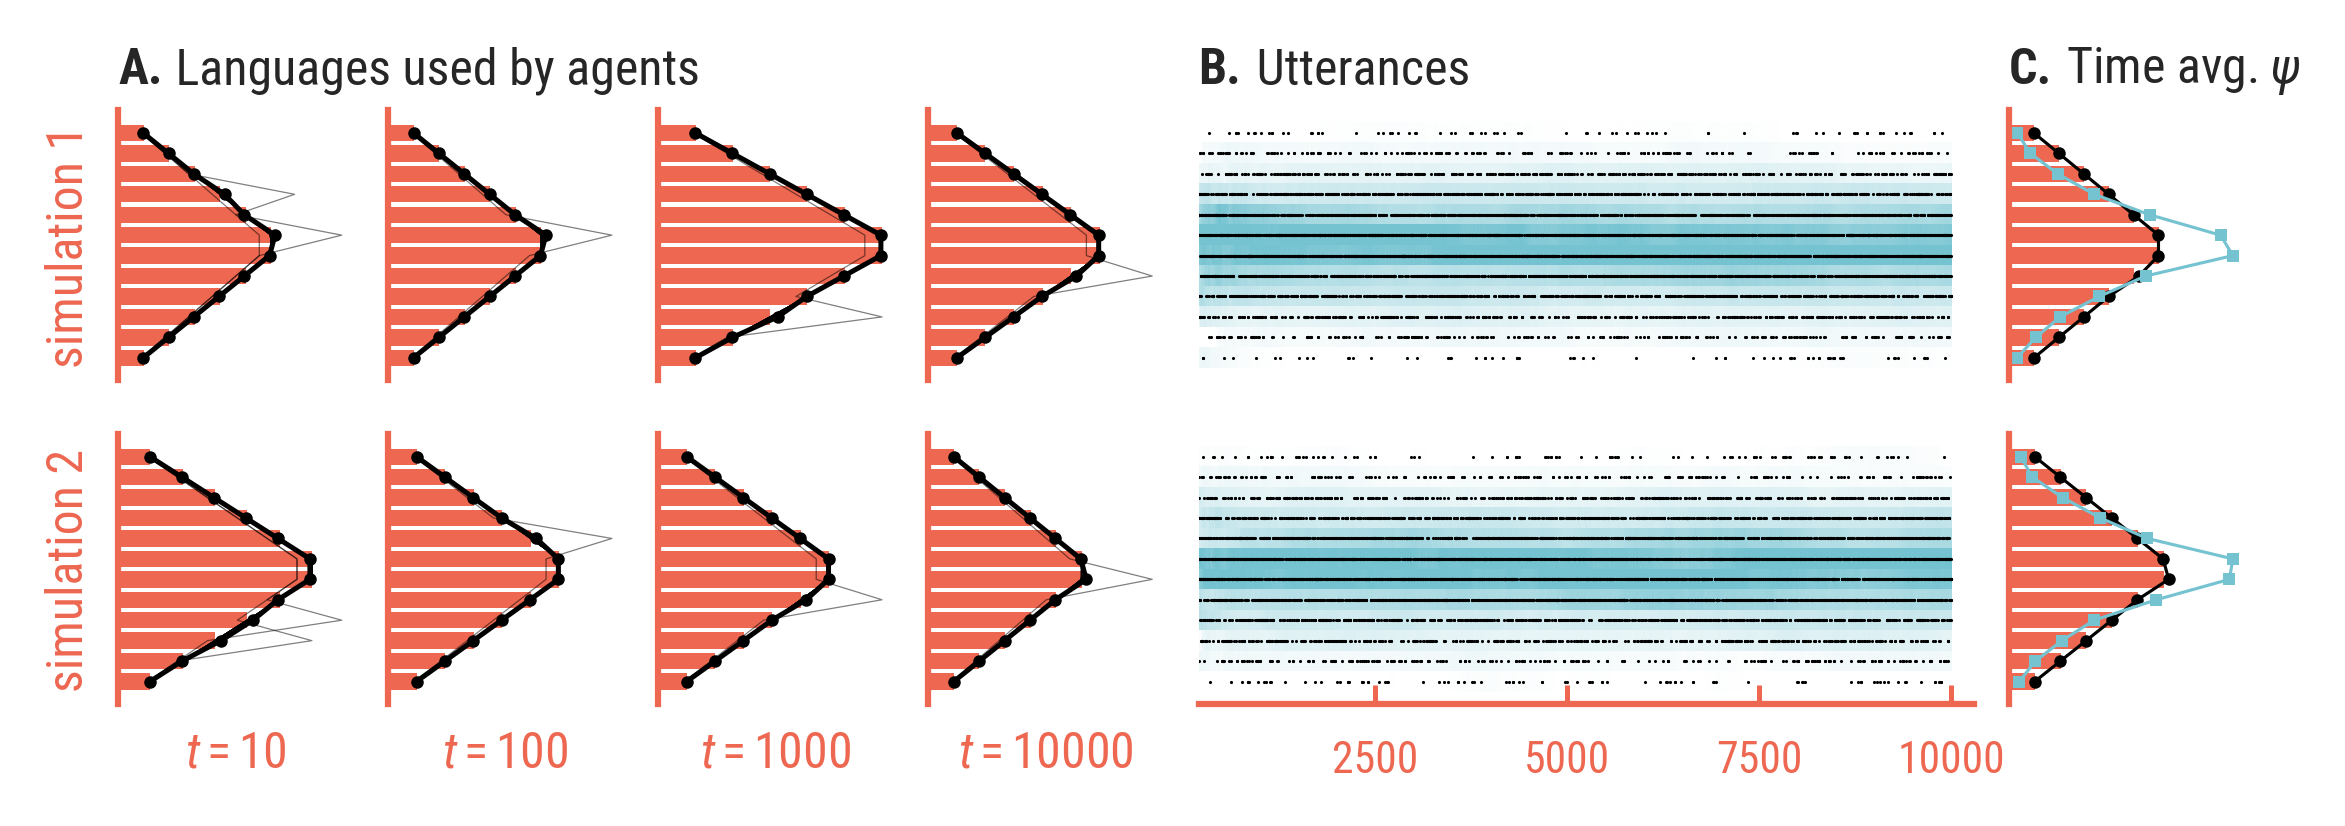 A. Languages used by agents
B. Utterances
C. Time avg. ψ
simulation 1
simulation 2
t = 10
t = 100
t = 1000
t = 10000
2500
5000
7500
10000